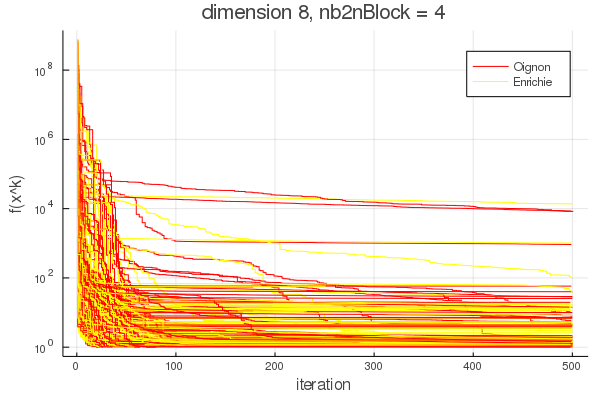 dimension 8, nb2nBlock = 4
Oignon
Enrichie
f(x^k)
10^8
10^6
10^4
10^2
10^0
0 100 200 300 400 500
iteration